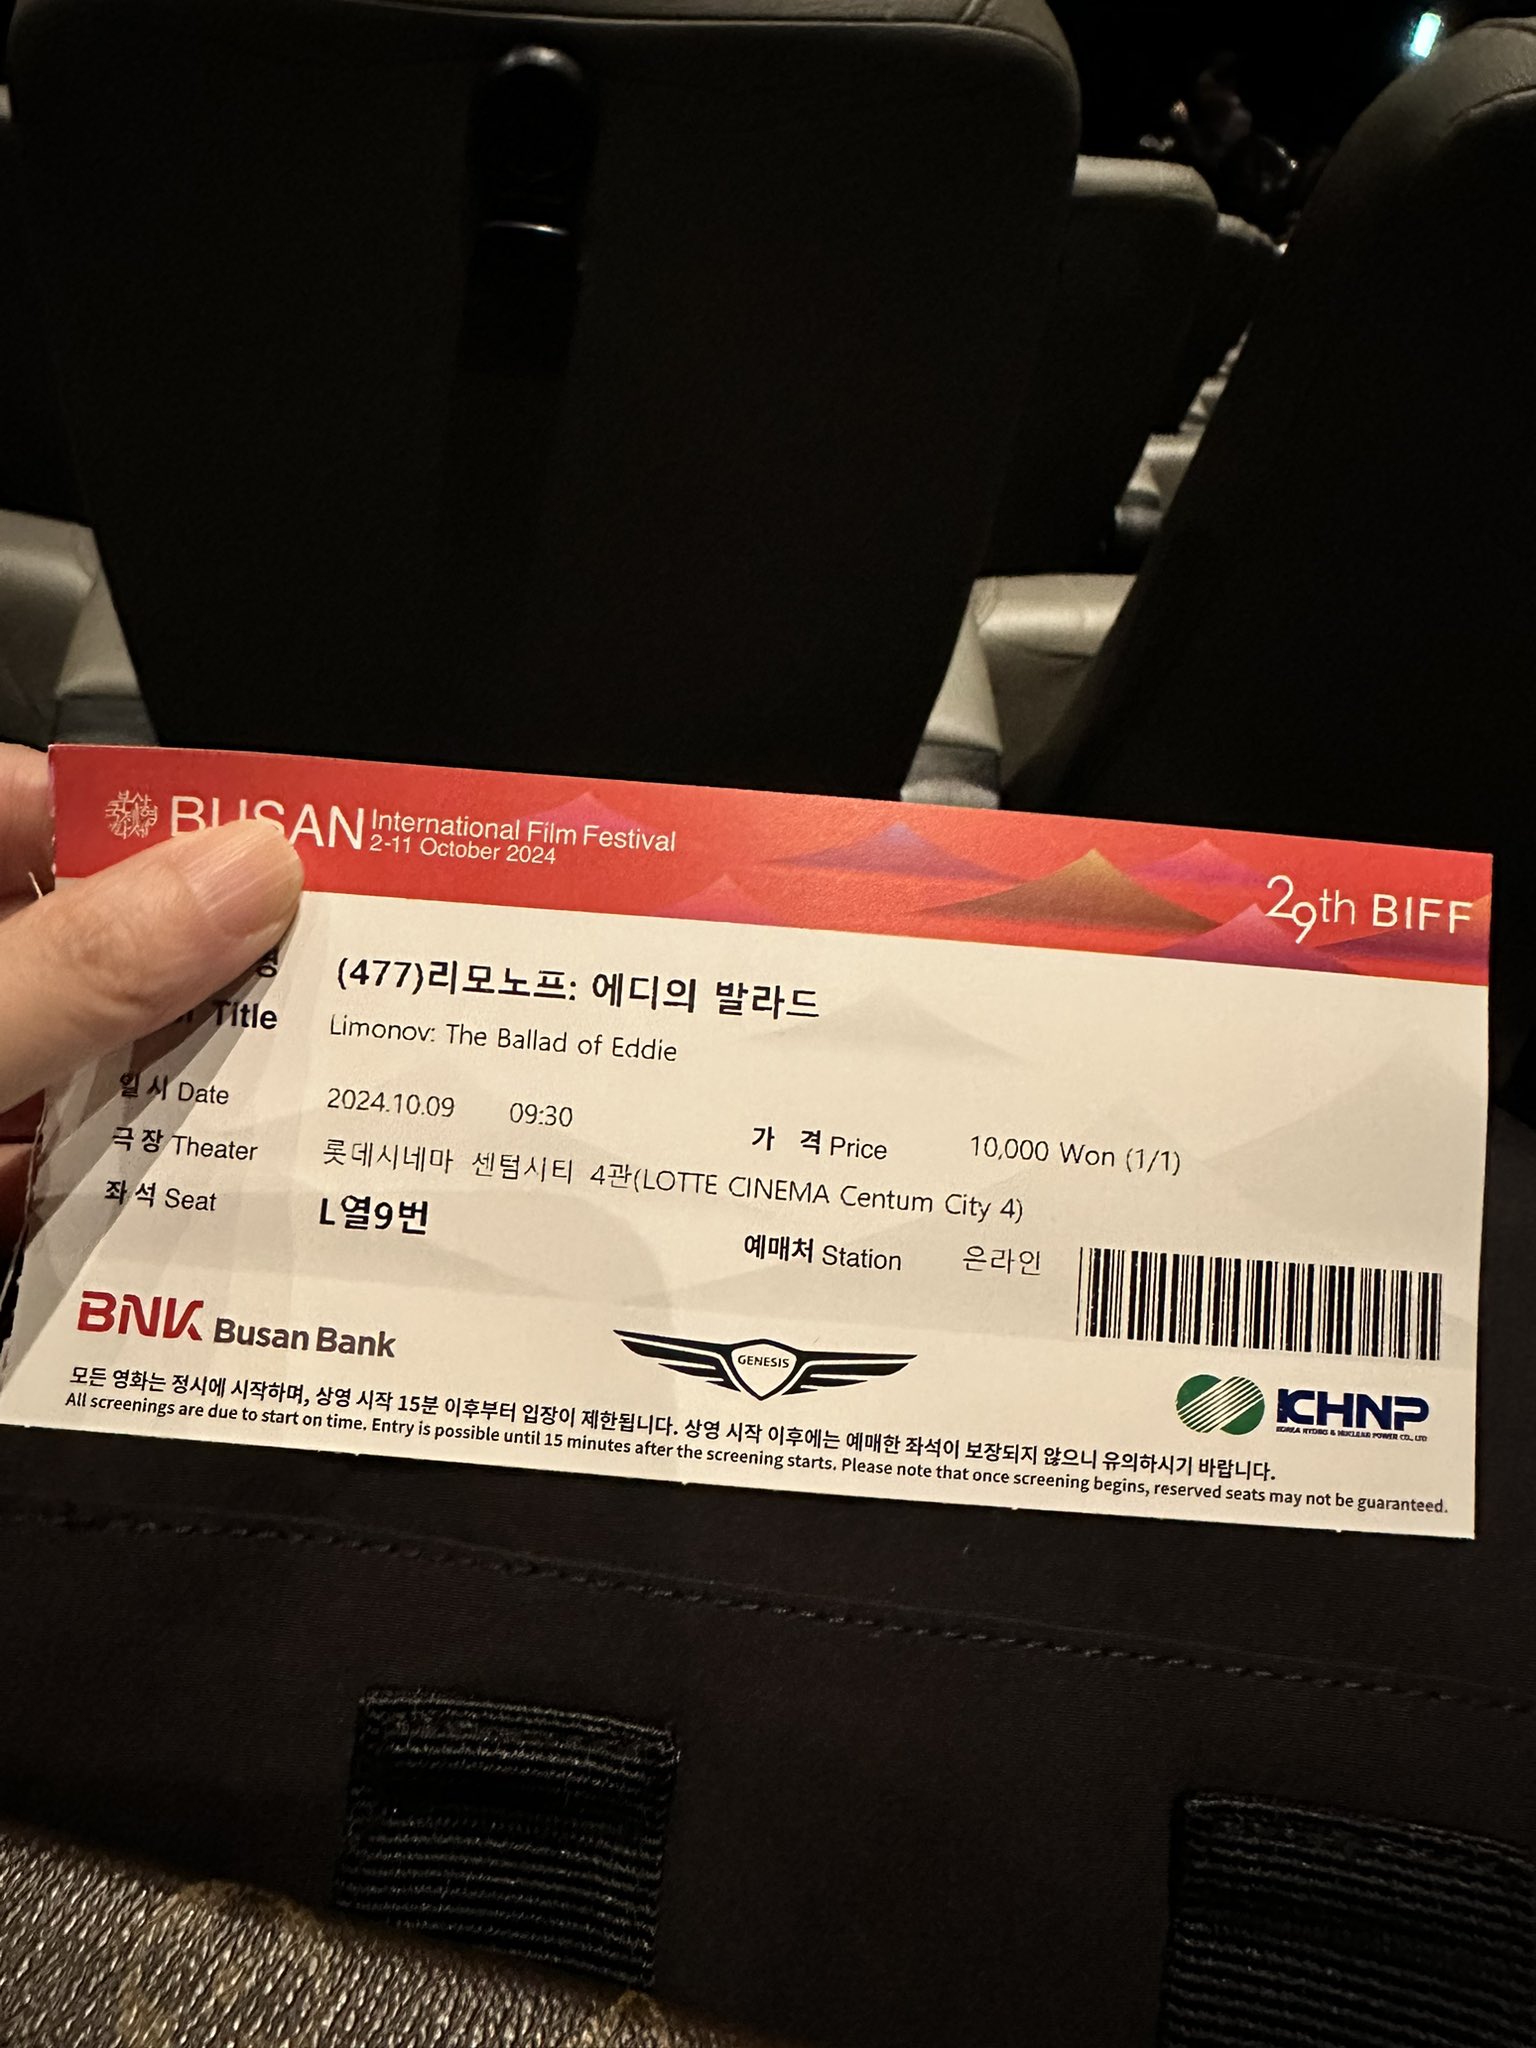 BUSAN International Film Festival
2-11 October 2024
29th BIFF
(477)리모노프: 에디의 발라드
Title
Limonov: The Ballad of Eddie
일 시 Date 2024.10.09 09:30
가 격 Price 10,000 Won (1/1)
극 장 Theater 롯데시네마 센텀시티 4관(LOTTE CINEMA Centum City 4)
좌 석 Seat L열9번
예매처 Station 온라인
BNK Busan Bank
GENESIS
KHNP
KOREA HYDRO & NUCLEAR POWER CO., LTD
모든 영화는 정시에 시작하며, 상영 시작 15분 이후부터 입장이 제한됩니다. 상영 시작 이후에는 예매한 좌석이 보장되지 않으니 유의하시기 바랍니다.
All screenings are due to start on time. Entry is possible until 15 minutes after the screening starts. Please note that once screening begins, reserved seats may not be guaranteed.